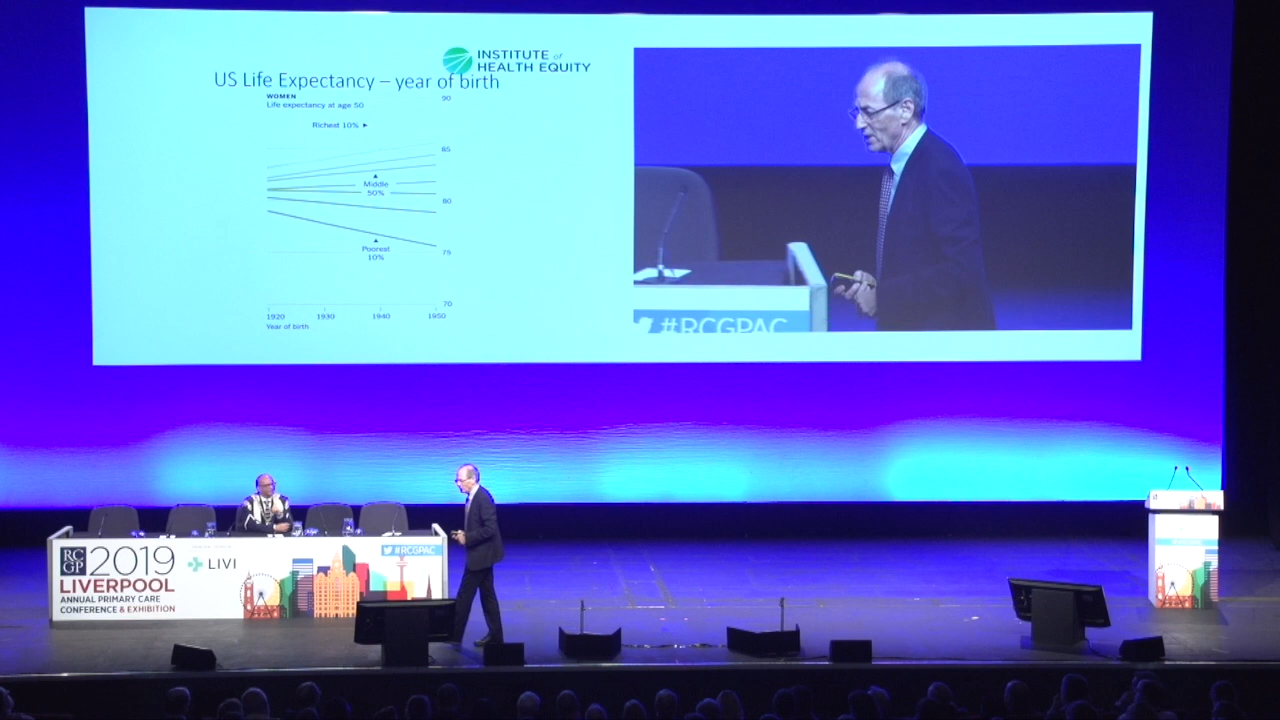 INSTITUTE of
HEALTH EQUITY
US Life Expectancy – year of birth
WOMEN
Life expectancy at age 50
90
Richest 10% ►
85
▲
Middle
50%
80
▲
Poorest
10%
75
70
1920 1930 1940 1950
Year of birth
#RCGPAC
RC
GP
2019
LIVERPOOL
ANNUAL PRIMARY CARE
CONFERENCE & EXHIBITION
LIVI
#RCGPAC